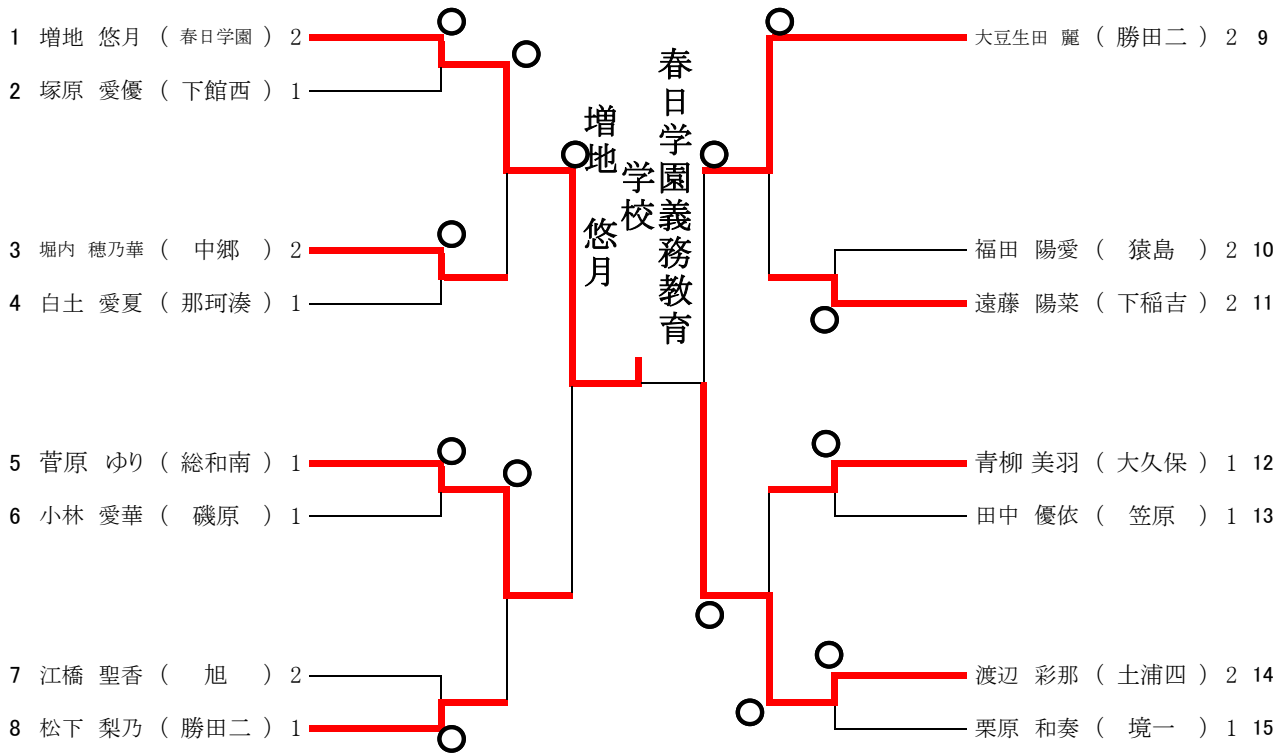 1 増地 悠月 ( 春日学園 ) 2
2 塚原 愛優 ( 下館西 ) 1
3 堀内 穂乃華 ( 中郷 ) 2
4 白土 愛夏 ( 那珂湊 ) 1
5 菅原 ゆり ( 総和南 ) 1
6 小林 愛華 ( 磯原 ) 1
7 江橋 聖香 ( 旭 ) 2
8 松下 梨乃 ( 勝田二 ) 1
春日学園義務教育
学校
増地 悠月
大豆生田 麗 ( 勝田二 ) 2 9
福田 陽愛 ( 猿島 ) 2 10
遠藤 陽菜 ( 下稲吉 ) 2 11
青柳 美羽 ( 大久保 ) 1 12
田中 優依 ( 笠原 ) 1 13
渡辺 彩那 ( 土浦四 ) 2 14
栗原 和奏 ( 境一 ) 1 15